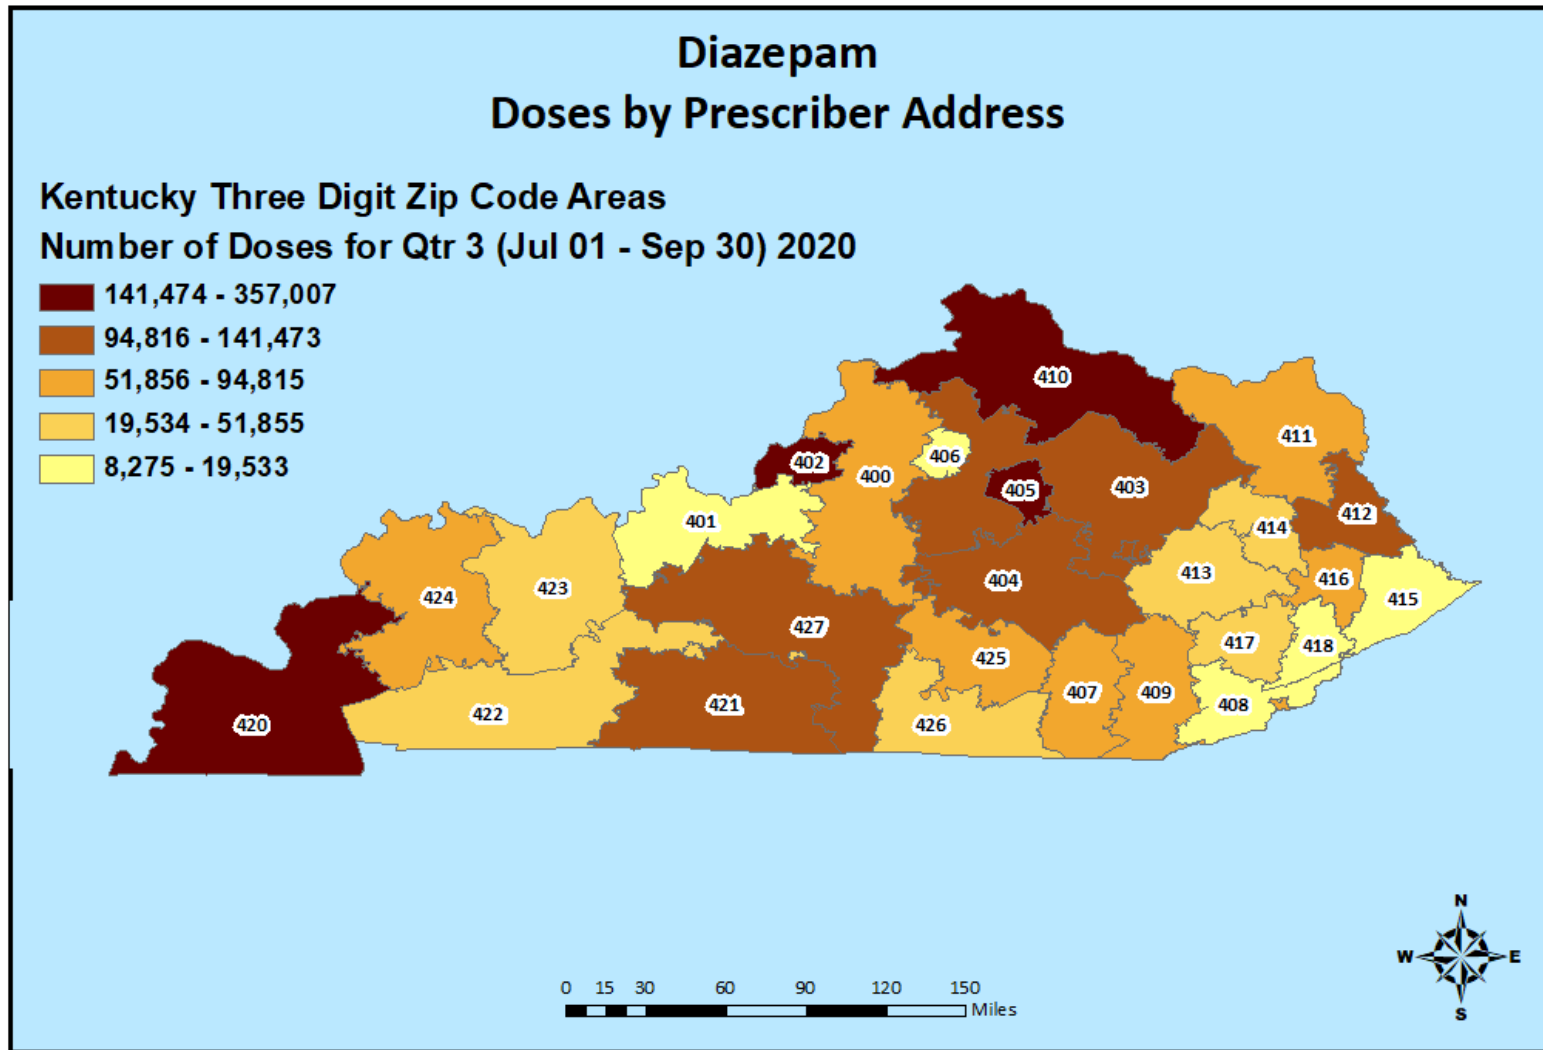 Diazepam
Doses by Prescriber Address
Kentucky Three Digit Zip Code Areas
Number of Doses for Qtr 3 (Jul 01 - Sep 30) 2020
141,474 - 357,007
94,816 - 141,473
51,856 - 94,815
19,534 - 51,855
8,275 - 19,533
410
411
402
406
400
405
403
401
412
414
404
413
416
424
423
415
427
417
418
425
407
409
421
408
422
426
420
N
W E
S
0 15 30 60 90 120 150
Miles